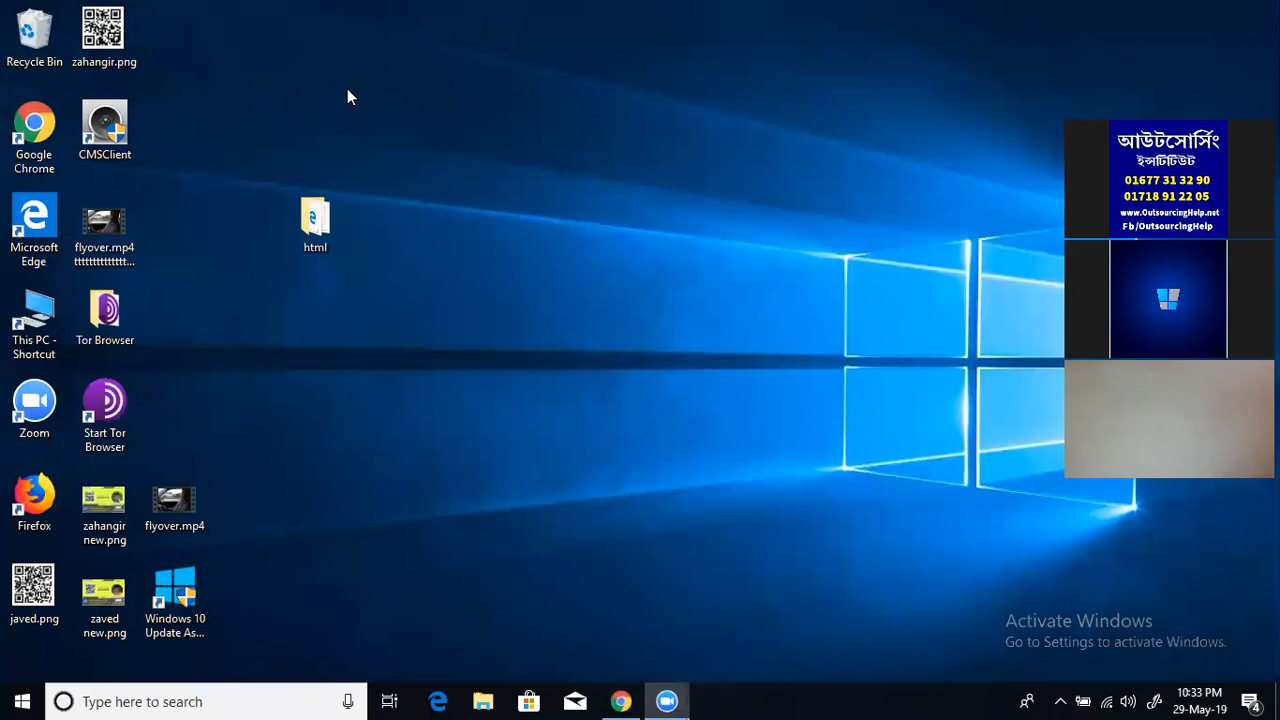 Recycle Bin
zahangir.png
Google
Chrome
CMSClient
Microsoft
Edge
flyover.mp4
tttttttttttttt...
html
This PC -
Shortcut
Tor Browser
Zoom
Start Tor
Browser
Firefox
zahangir
new.png
flyover.mp4
javed.png
zaved
new.png
Windows 10
Update As...
আউটসোর্সিং
ইন্সটিটিউট
01677 31 32 90
01718 91 22 05
www.OutsourcingHelp.net
Fb/OutsourcingHelp
Activate Windows
Go to Settings to activate Windows.
Type here to search
10:33 PM
29-May-19
4